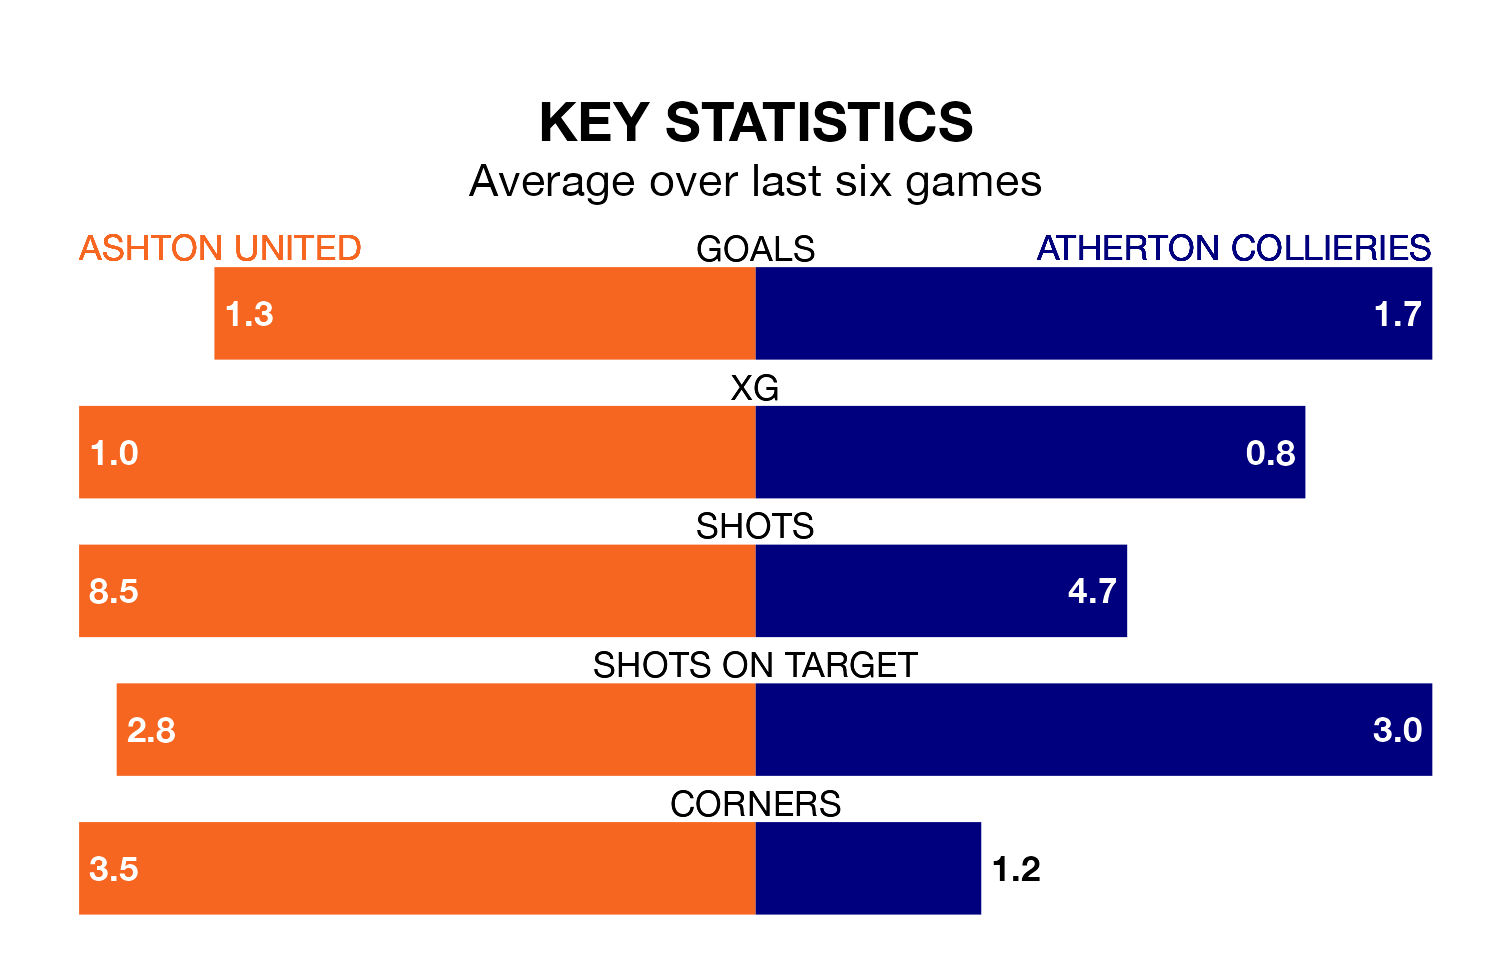 KEY STATISTICS
Average over last six games
ASHTON UNITED GOALS ATHERTON COLLIERIES
1.3 1.7
XG
1.0 0.8
SHOTS
8.5 4.7
SHOTS ON TARGET
2.8 3.0
CORNERS
3.5 1.2